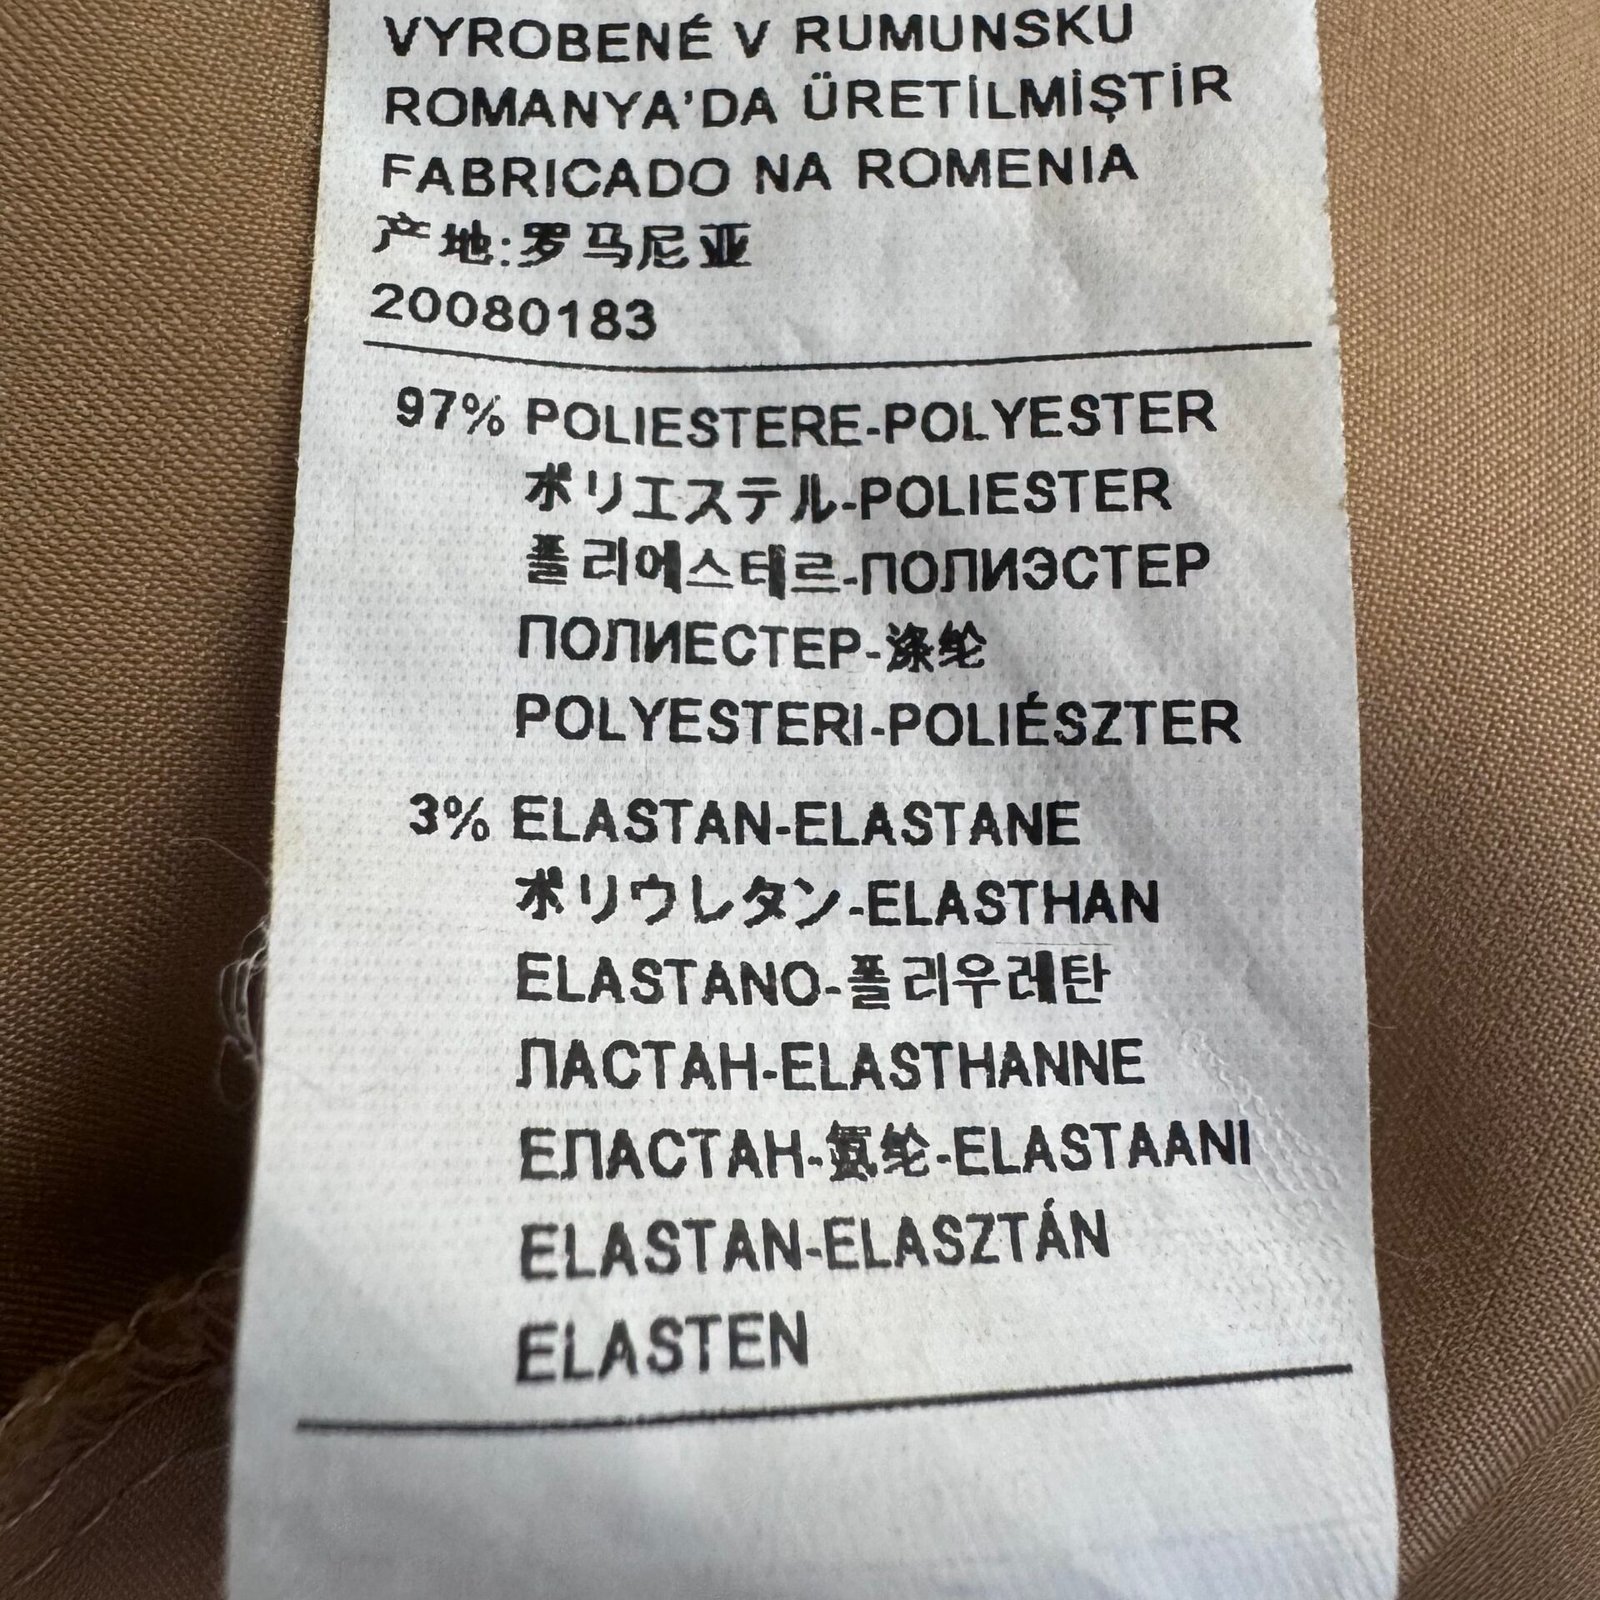 VYROBENÉ V RUMUNSKU
ROMANYA'DA ÜRETİLMİŞTİR
FABRICADO NA ROMENIA
产地:罗马尼亚
20080183
97% POLIESTERE-POLYESTER
ポリエステル-POLIESTER
폴리에스테르-ПОЛИЭСТЕР
ПОЛИЕСТЕР-涤纶
POLYESTERI-POLIÉSZTER
3% ELASTAN-ELASTANE
ポリウレタン-ELASTHAN
ELASTANO-폴리우레탄
ЛАСТАН-ELASTHANNE
ЕЛАСТАН-氨纶-ELASTAANI
ELASTAN-ELASZTÁN
ELASTEN